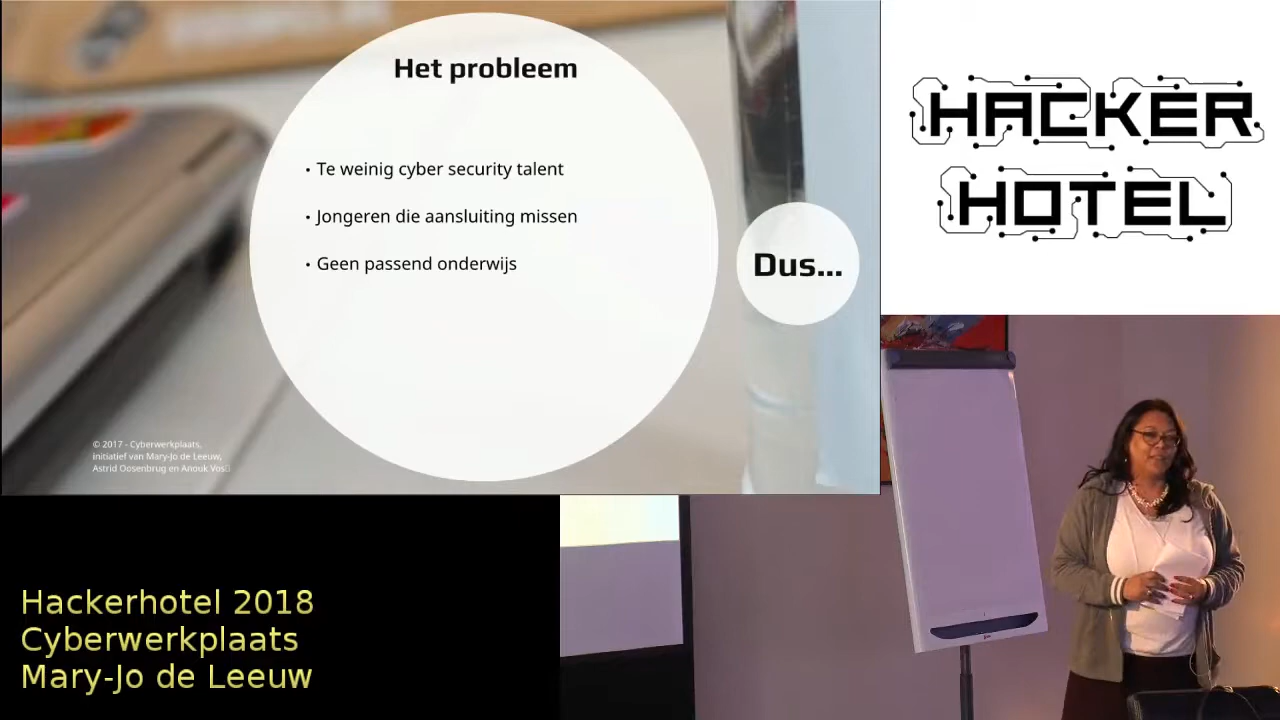 Het probleem
• Te weinig cyber security talent
• Jongeren die aansluiting missen
• Geen passend onderwijs
Dus...
© 2017 - Cyberwerkplaats,
initiatief van Mary-Jo de Leeuw,
Astrid Oosenbrug en Anouk Vos
HACKER
HOTEL
Hackerhotel 2018
Cyberwerkplaats
Mary-Jo de Leeuw